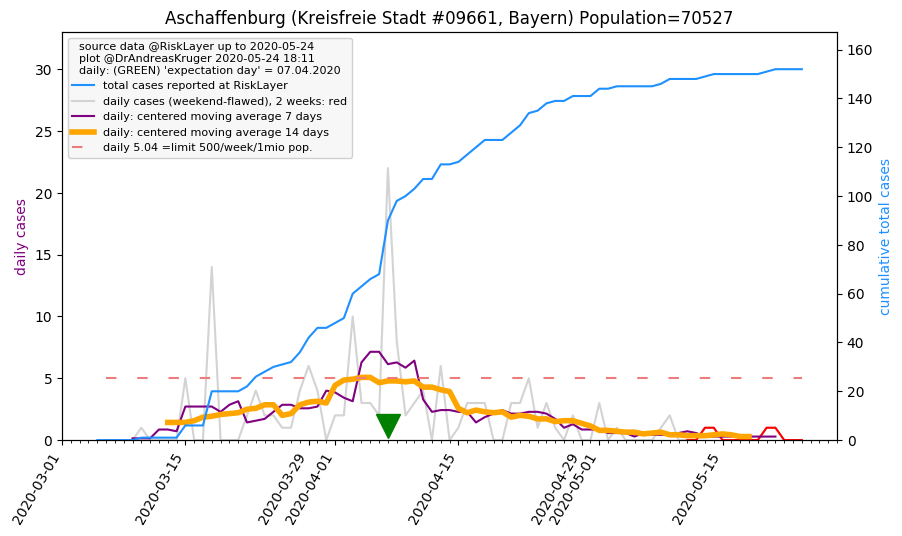 Aschaffenburg (Kreisfreie Stadt #09661, Bayern) Population=70527
source data @RiskLayer up to 2020-05-24
plot @DrAndreasKruger 2020-05-24 18:11
daily: (GREEN) 'expectation day' = 07.04.2020
total cases reported at RiskLayer
daily cases (weekend-flawed), 2 weeks: red
daily: centered moving average 7 days
daily: centered moving average 14 days
daily 5.04 =limit 500/week/1mio pop.
daily cases
30
25
20
15
10
5
0
cumulative total cases
160
140
120
100
80
60
40
20
0
2020-03-01
2020-03-15
2020-03-29
2020-04-01
2020-04-15
2020-04-29
2020-05-01
2020-05-15